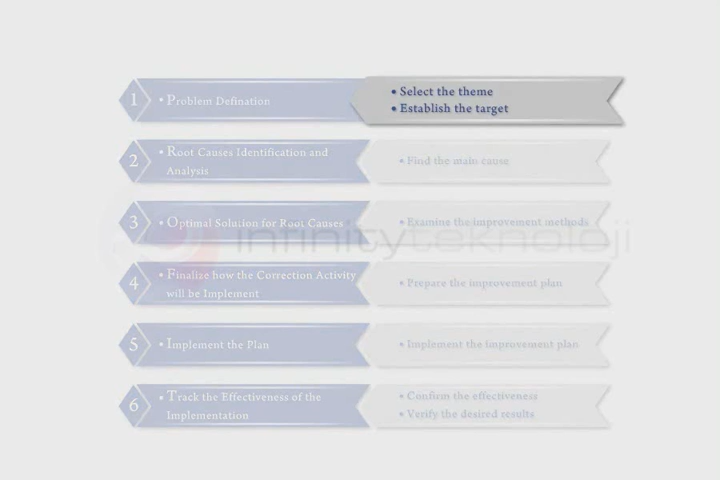 1 • Problem Defination
• Select the theme
• Establish the target
2 • Root Causes Identification and
Analysis
• Find the main cause
3 • Optimal Solution for Root Causes
• Examine the improvement methods
infinityteknoloji
4 • Finalize how the Correction Activity
will be Implement
• Prepare the improvement plan
5 • Implement the Plan
• Implement the improvement plan
6 • Track the Effectiveness of the
Implementation
• Confirm the effectiveness
• Verify the desired results